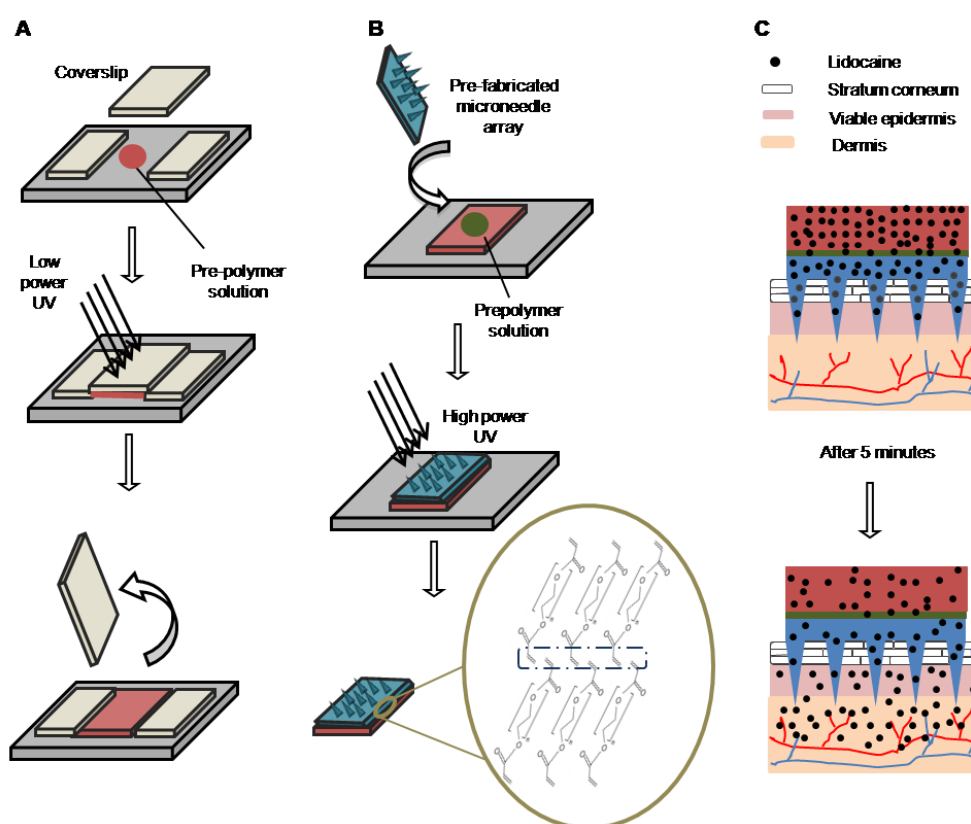 A
Coverslip
Pre-polymer
solution
Low
power
UV
B
Pre-fabricated
microneedle
array
Prepolymer
solution
High power
UV
C
Lidocaine
Stratum corneum
Viable epidermis
Dermis
After 5 minutes